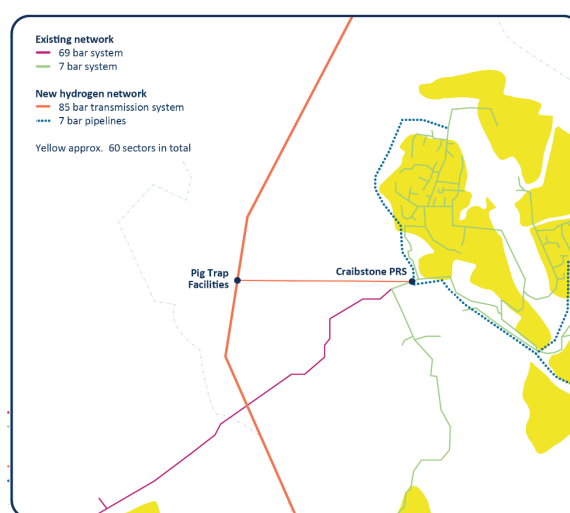 Existing network
69 bar system
7 bar system
New hydrogen network
85 bar transmission system
7 bar pipelines
Yellow approx. 60 sectors in total
Pig Trap
Facilities
Craibstone PRS